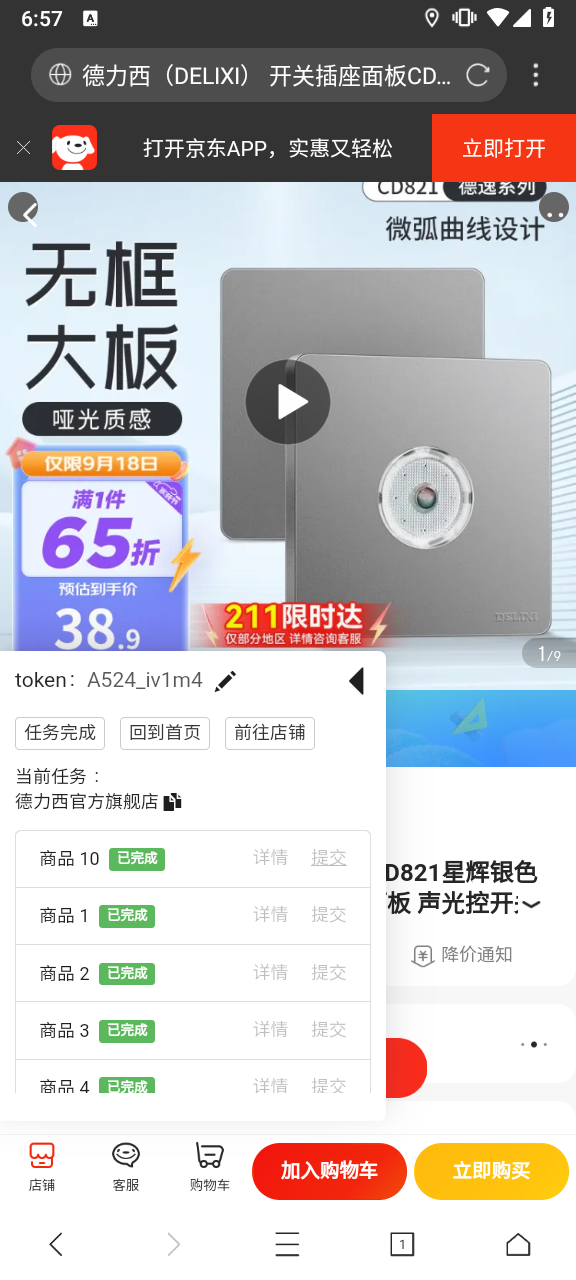 6:57
A
德力西（DELIXI） 开关插座面板CD...
打开京东APP，实惠又轻松
立即打开
CD821 德逸系列
微弧曲线设计
无框
大板
哑光质感
仅限9月18日
满1件
65折
预估到手价
38.9
DELIXI
211限时达
仅部分地区 详情咨询客服
1/9
token： A524_iv1m4
任务完成 回到首页 前往店铺
当前任务：
德力西官方旗舰店
商品 10 已完成 详情 提交
商品 1 已完成 详情 提交
商品 2 已完成 详情 提交
商品 3 已完成 详情 提交
商品 4 已完成 详情 提交
D821星辉银色
板 声光控开
降价通知
店铺 客服 购物车 加入购物车 立即购买
1